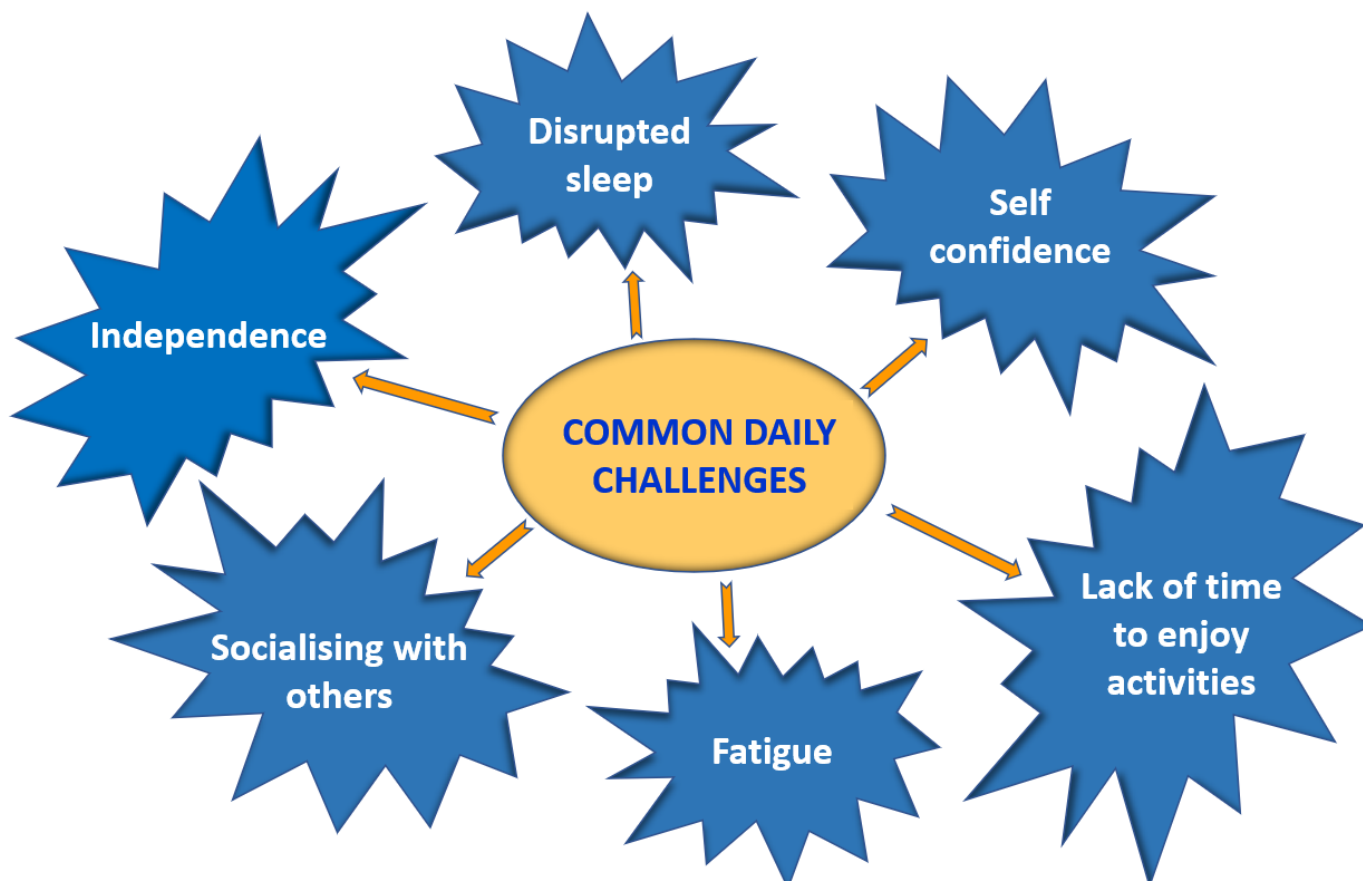 Disrupted
sleep
Self
confidence
Independence
COMMON DAILY
CHALLENGES
Lack of time
to enjoy
activities
Socialising with
others
Fatigue